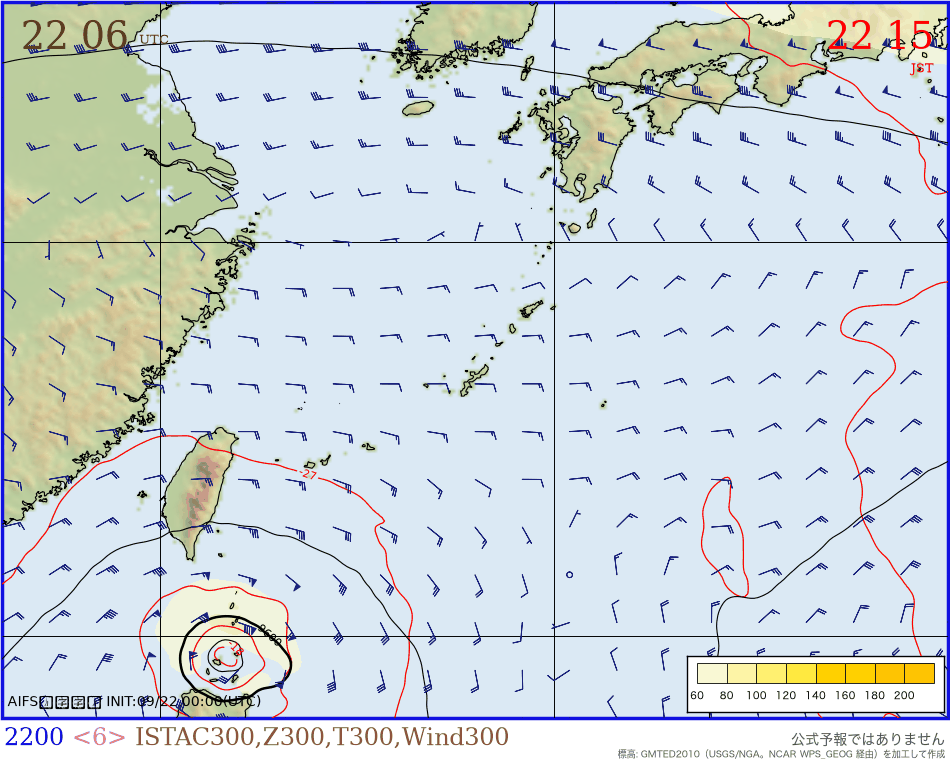 22 06 UTC
22 15
JST
-27
9600
60 80 100 120 140 160 180 200
AIFS INIT:09/22 00:00(UTC)
2200 <6> ISTAC300,Z300,T300,Wind300
公式予報ではありません
標高: GMTED2010（USGS/NGA。NCAR WPS_GEOG 経由）を加工して作成